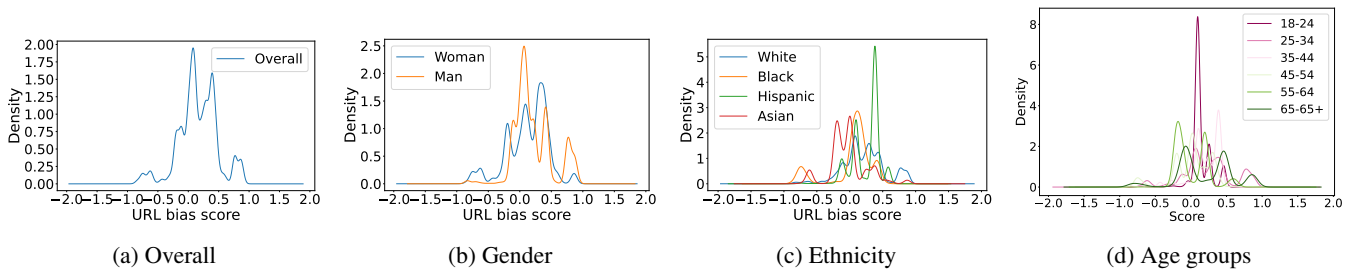 2.00
1.75
1.50
1.25
1.00
0.75
0.50
0.25
0.00
Density
Overall
−2.0 −1.5 −1.0 −0.5 0.0 0.5 1.0 1.5 2.0
URL bias score
(a) Overall
2.5
2.0
1.5
1.0
0.5
0.0
Density
Woman
Man
−2.0 −1.5 −1.0 −0.5 0.0 0.5 1.0 1.5 2.0
URL bias score
(b) Gender
5
4
3
2
1
0
Density
White
Black
Hispanic
Asian
−2.0 −1.5 −1.0 −0.5 0.0 0.5 1.0 1.5 2.0
URL bias score
(c) Ethnicity
8
6
4
2
0
Density
18-24
25-34
35-44
45-54
55-64
65-65+
−2.0 −1.5 −1.0 −0.5 0.0 0.5 1.0 1.5 2.0
Score
(d) Age groups